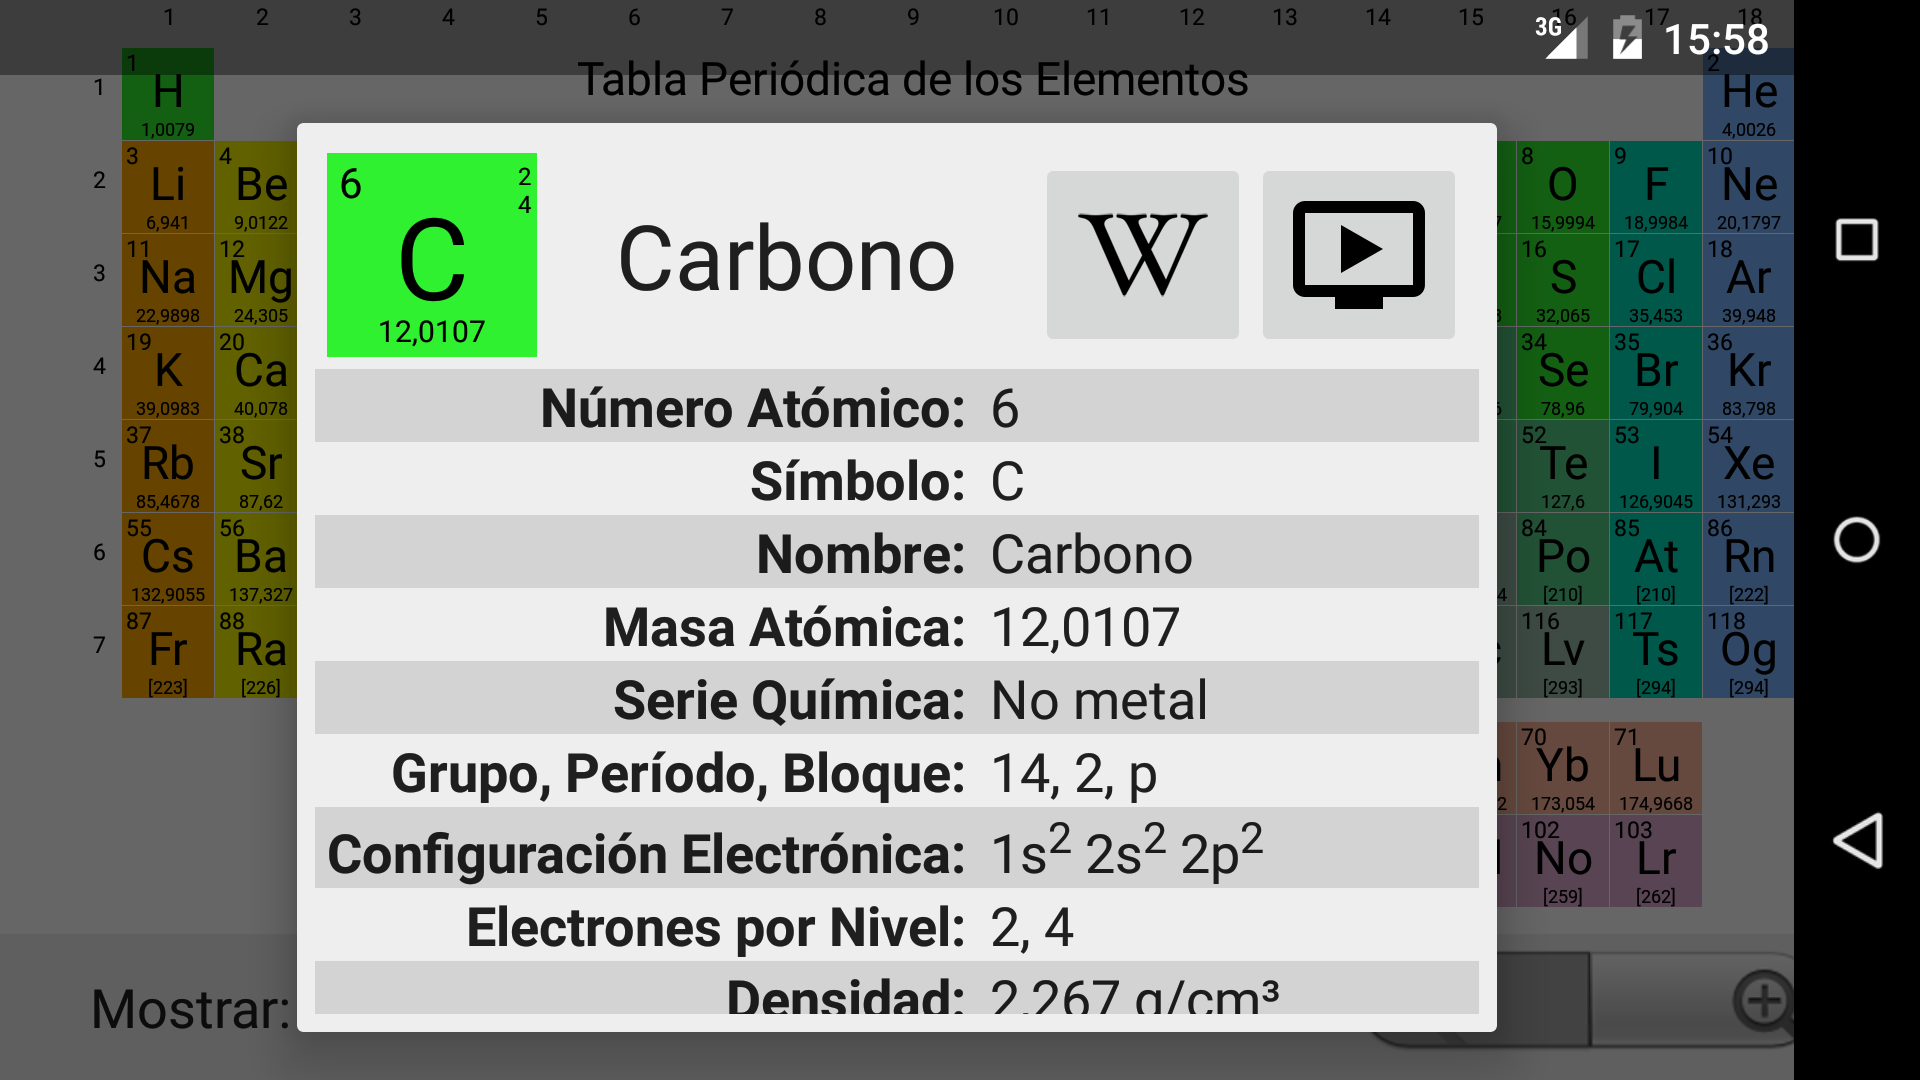 1 2 3 4 5 6 7 8 9 10 11 12 13 14 15 16 17 18
3G 15:58
Tabla Periódica de los Elementos
1
1 H 1,0079
2 He 4,0026
2
3 Li 6,941
4 Be 9,0122
8 O 15,9994
9 F 18,9984
10 Ne 20,1797
3
11 Na 22,9898
12 Mg 24,305
16 S 32,065
17 Cl 35,453
18 Ar 39,948
4
19 K 39,0983
20 Ca 40,078
34 Se 78,96
35 Br 79,904
36 Kr 83,798
5
37 Rb 85,4678
38 Sr 87,62
52 Te 127,6
53 I 126,9045
54 Xe 131,293
6
55 Cs 132,9055
56 Ba 137,327
84 Po [210]
85 At [210]
86 Rn [222]
7
87 Fr [223]
88 Ra [226]
116 Lv [293]
117 Ts [294]
118 Og [294]
70 Yb 173,054
71 Lu 174,9668
102 No [259]
103 Lr [262]
6 2
4
C
12,0107
Carbono
W
Número Atómico: 6
Símbolo: C
Nombre: Carbono
Masa Atómica: 12,0107
Serie Química: No metal
Grupo, Período, Bloque: 14, 2, p
Configuración Electrónica: 1s² 2s² 2p²
Electrones por Nivel: 2, 4
Densidad: 2,267 g/cm³
Mostrar: